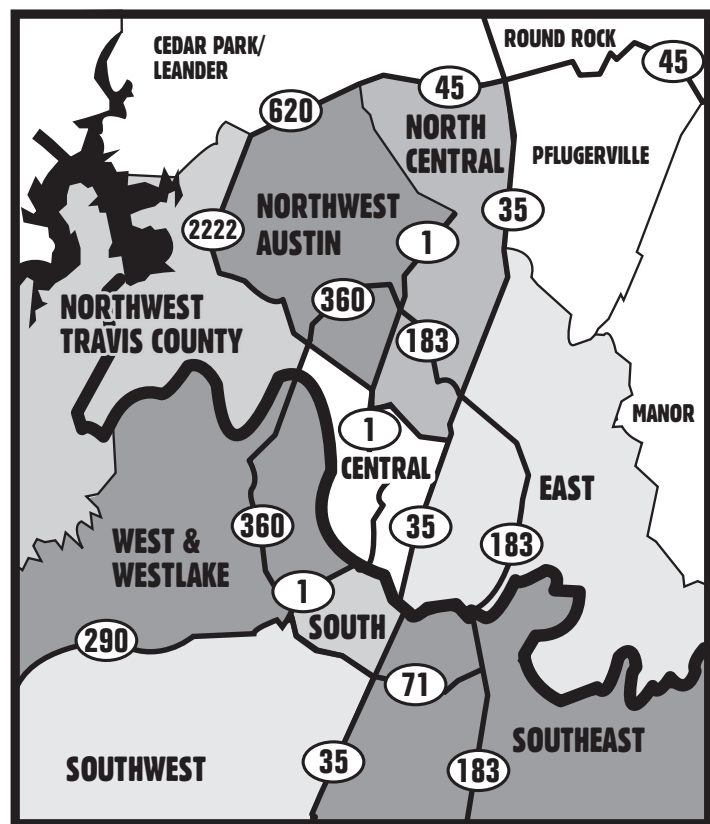 CEDAR PARK/
LEANDER
ROUND ROCK
45
45
620
NORTH
CENTRAL
PFLUGERVILLE
NORTHWEST
AUSTIN
35
2222
1
360
NORTHWEST
TRAVIS COUNTY
183
MANOR
1
CENTRAL
EAST
360
35
183
WEST &
WESTLAKE
1
SOUTH
290
71
SOUTHEAST
SOUTHWEST
35
183